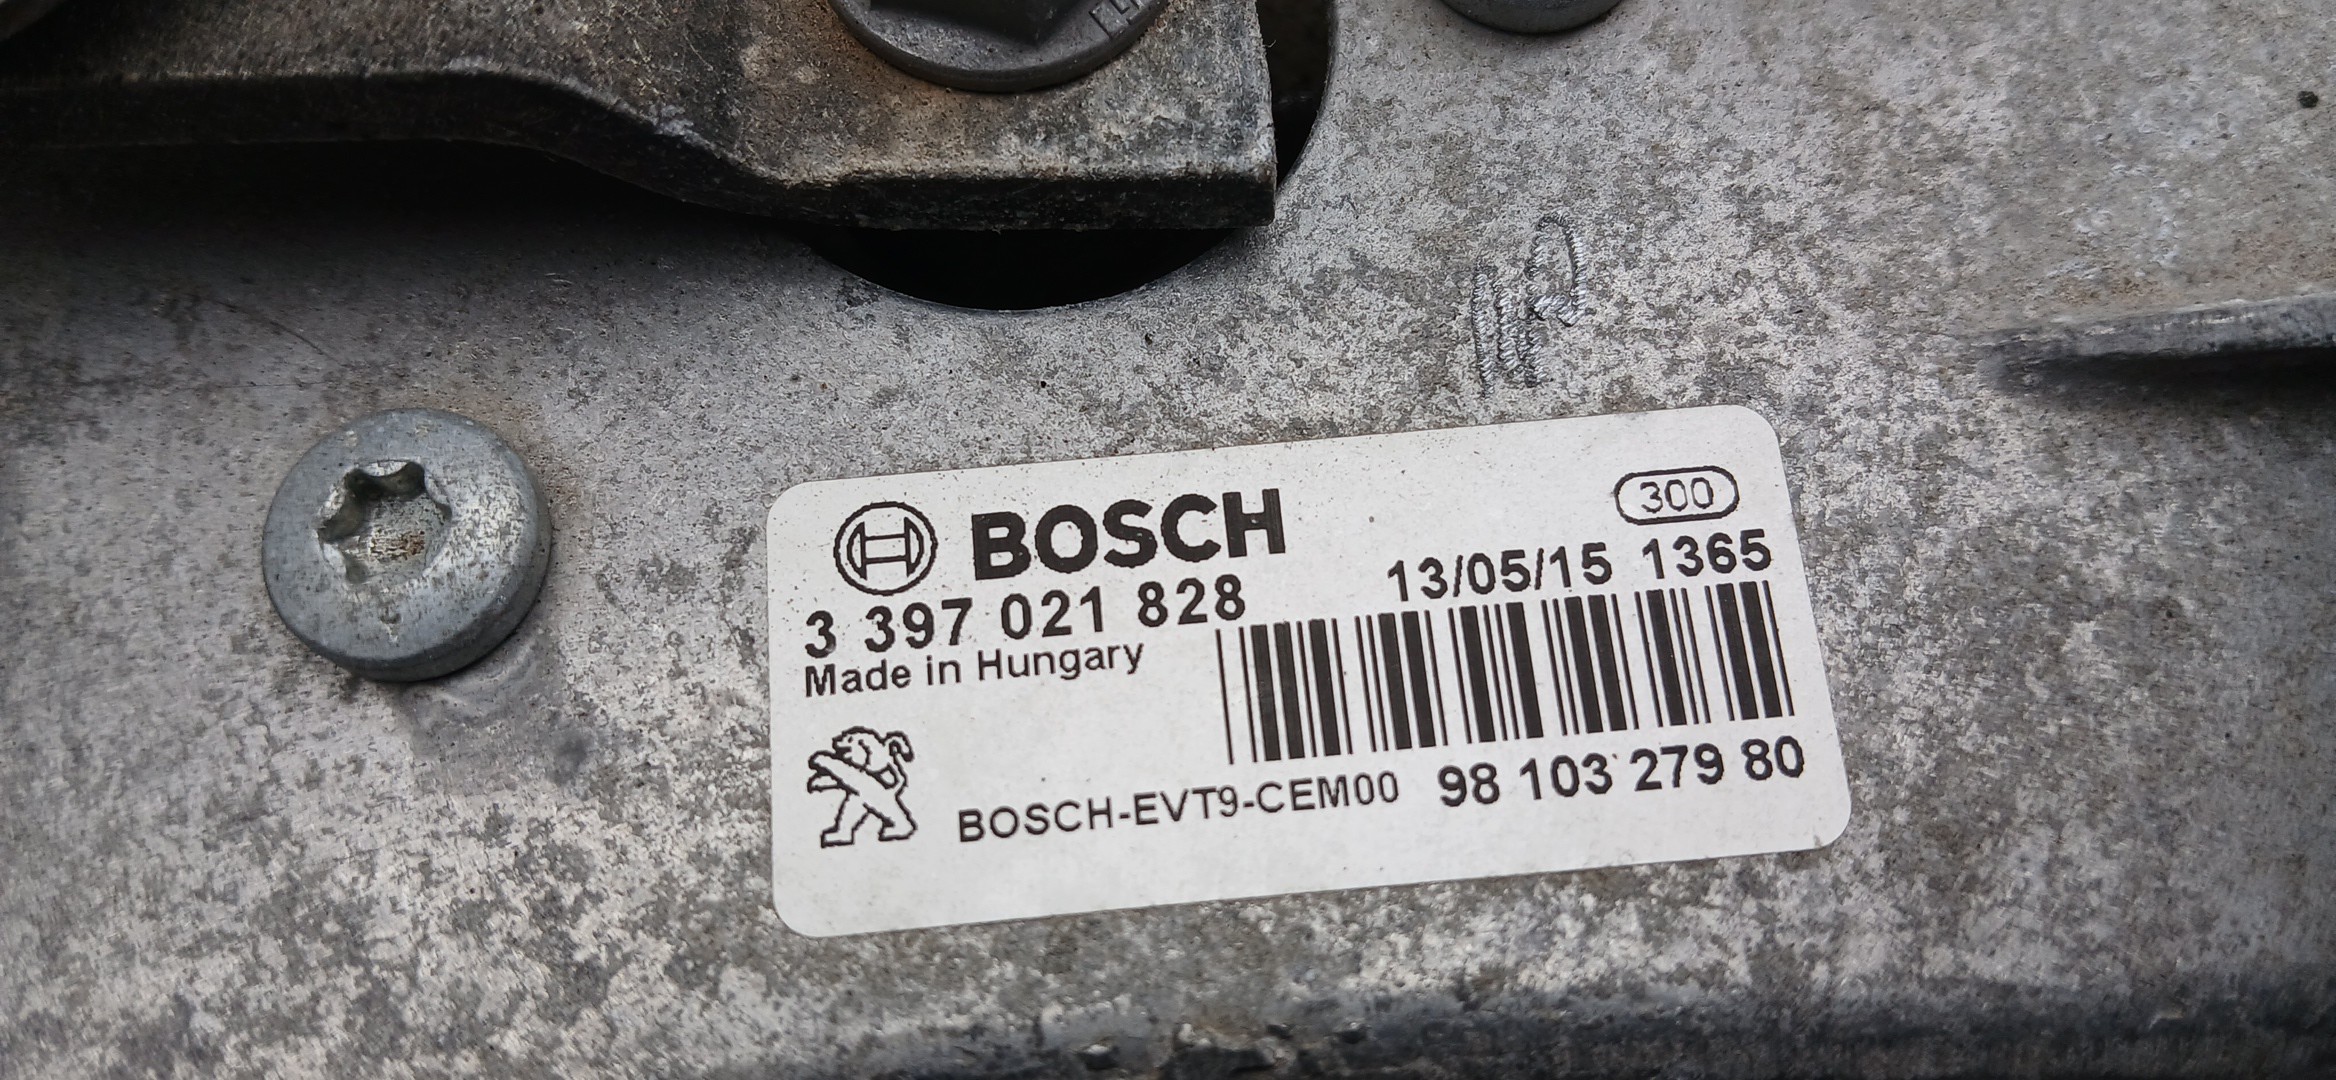 BOSCH
300
13/05/15 1365
3 397 021 828
Made in Hungary
BOSCH-EVT9-CEM00 98 103 279 80